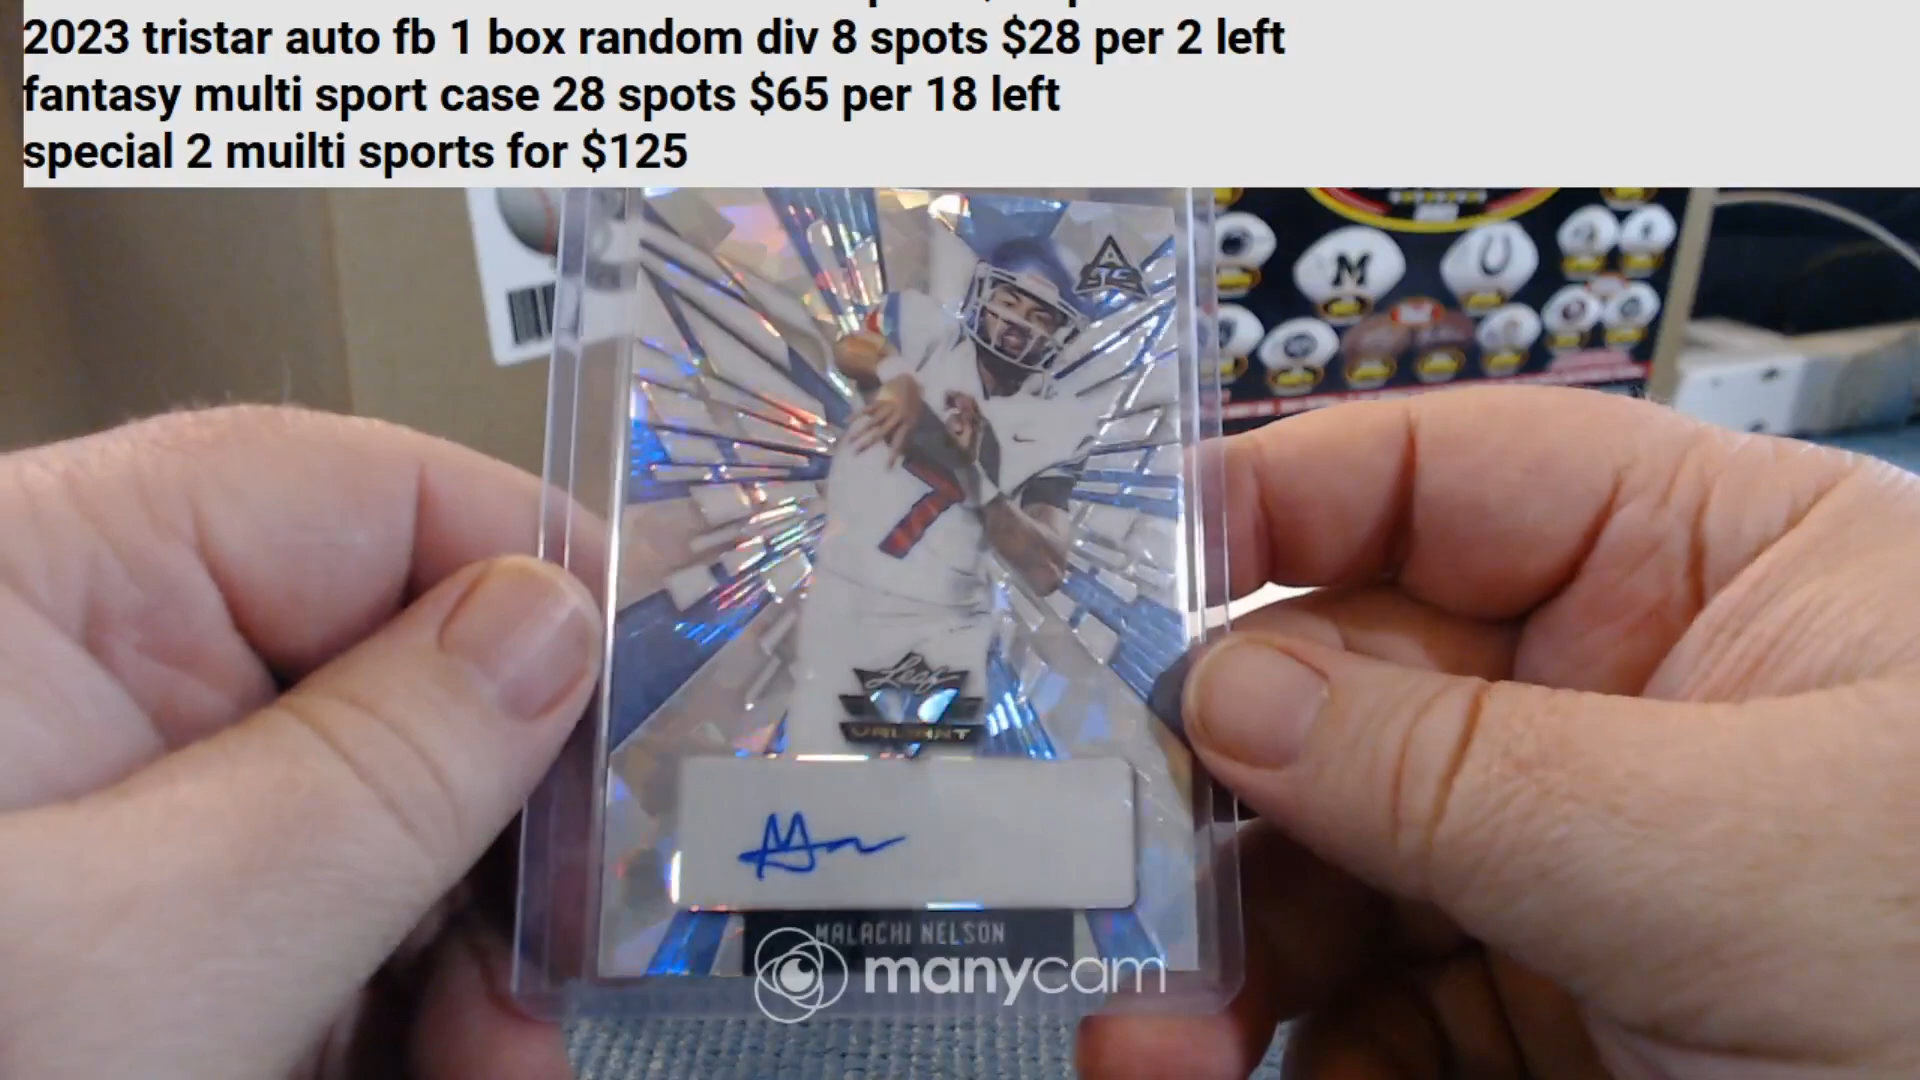 2023 tristar auto fb 1 box random div 8 spots $28 per 2 left
fantasy multi sport case 28 spots $65 per 18 left
special 2 muilti sports for $125
M
7
Leaf
VALIANT
MALACHI NELSON
manycam